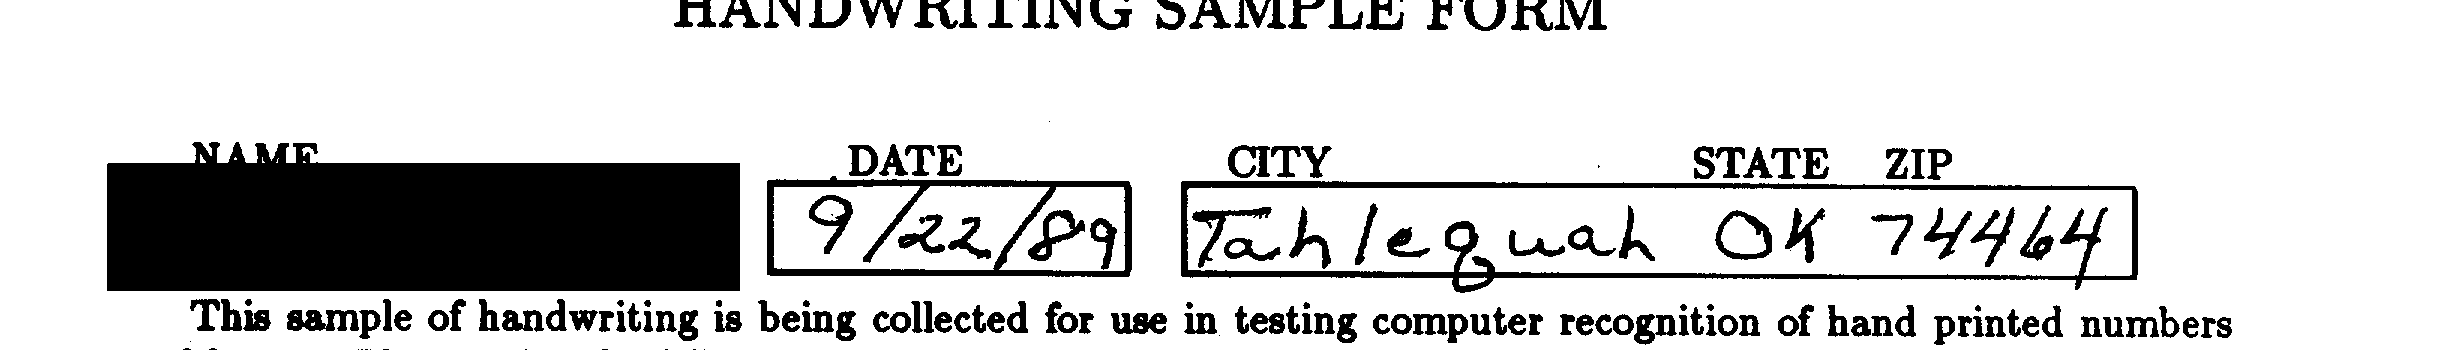 HANDWRITING SAMPLE FORM
NAME DATE CITY STATE ZIP
9/22/89 Tahlequah OK 74464
This sample of handwriting is being collected for use in testing computer recognition of hand printed numbers